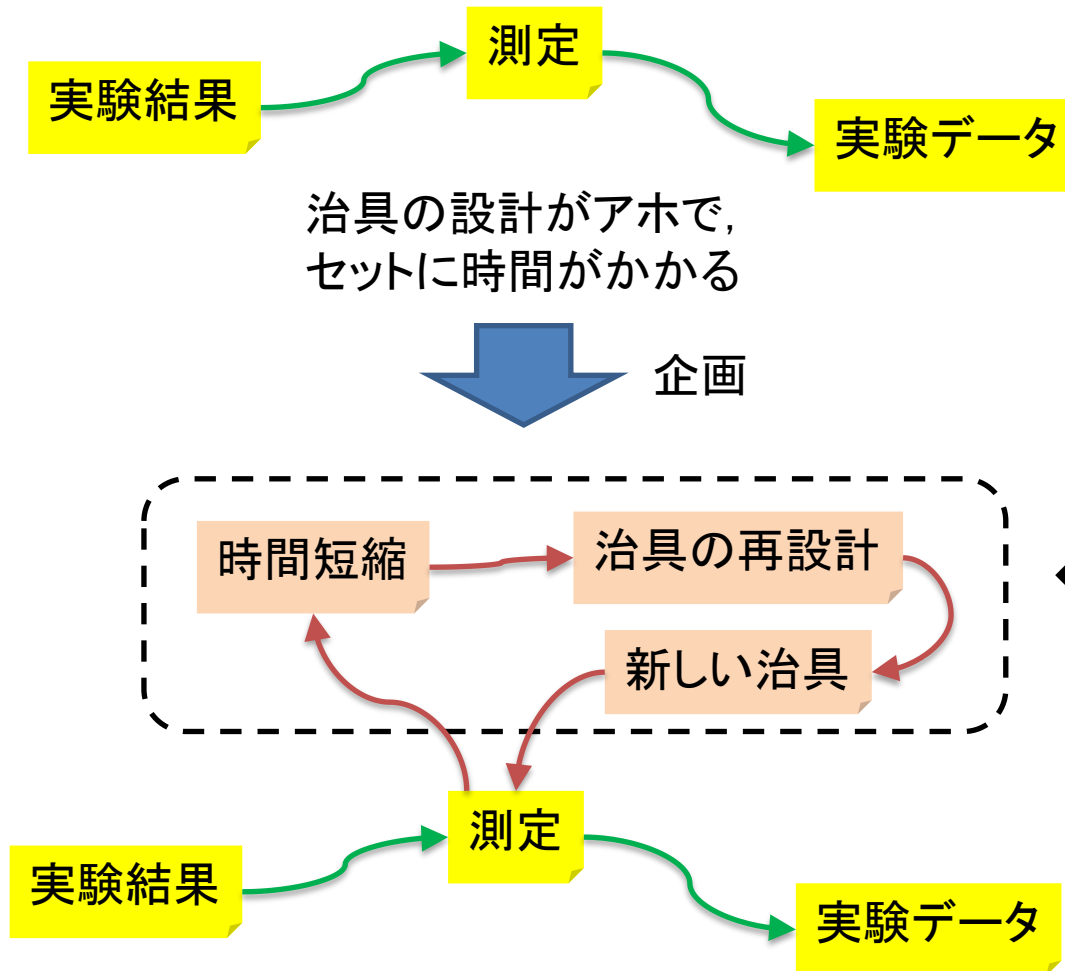 測定
実験結果
実験データ
治具の設計がアホで,
セットに時間がかかる
企画
時間短縮
治具の再設計
新しい治具
測定
実験結果
実験データ